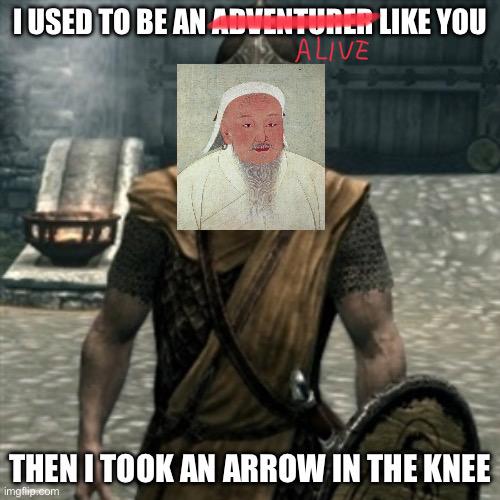 I USED TO BE AN ADVENTURER LIKE YOU
ALIVE
THEN I TOOK AN ARROW IN THE KNEE
imgflip.com